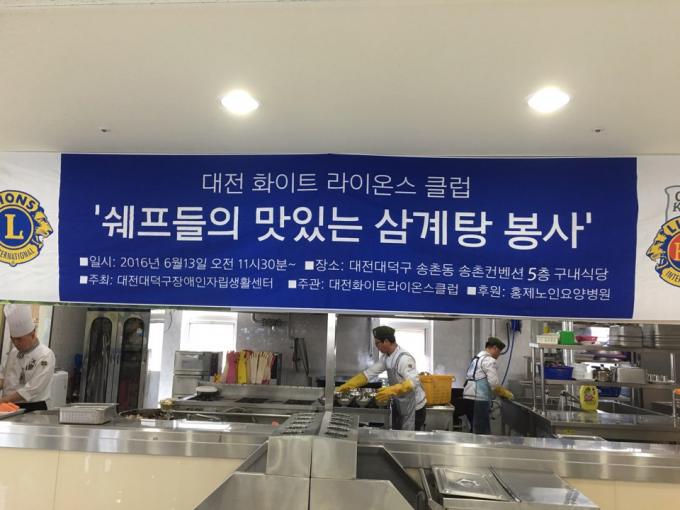 대전 화이트 라이온스 클럽
'쉐프들의 맛있는 삼계탕 봉사'
■일시: 2016년 6월13일 오전 11시30분~ ■장소: 대전대덕구 송촌동 송촌컨벤션 5층 구내식당
■주최: 대전대덕구장애인자립생활센터 ■주관: 대전화이트라이온스클럽 ■후원: 홍제노인요양병원
LIONS
L
INTERNATIONAL